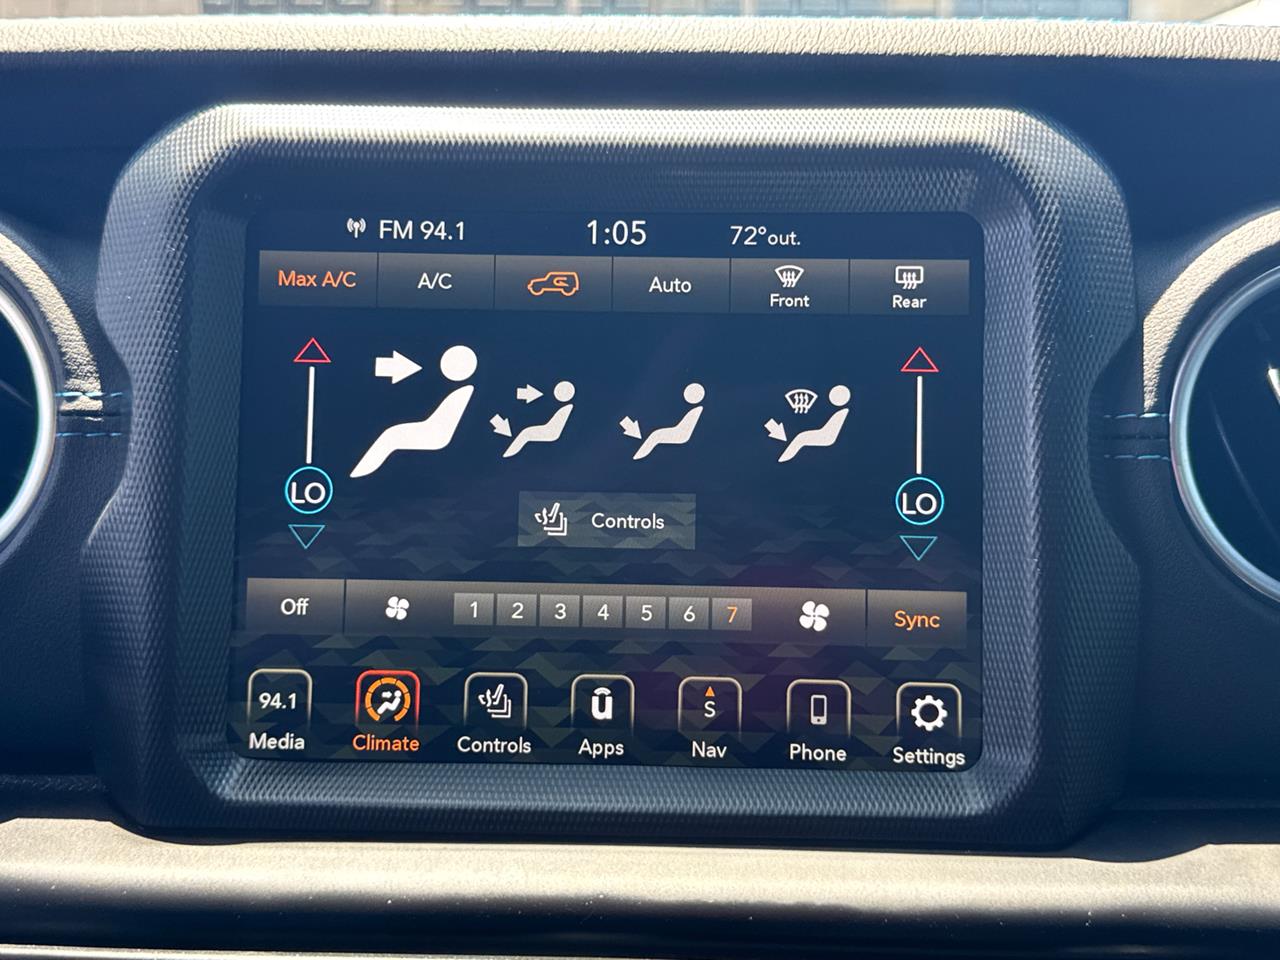 FM 94.1 1:05 72°out.
Max A/C A/C Auto Front Rear
LO LO
Controls
Off 1 2 3 4 5 6 7 Sync
94.1 S
Media Climate Controls Apps Nav Phone Settings